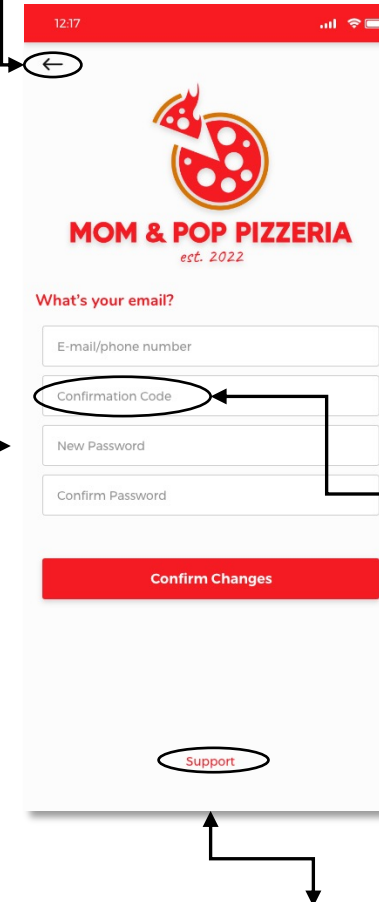 12:17
MOM & POP PIZZERIA
est. 2022
What's your email?
E-mail/phone number
Confirmation Code
New Password
Confirm Password
Confirm Changes
Support